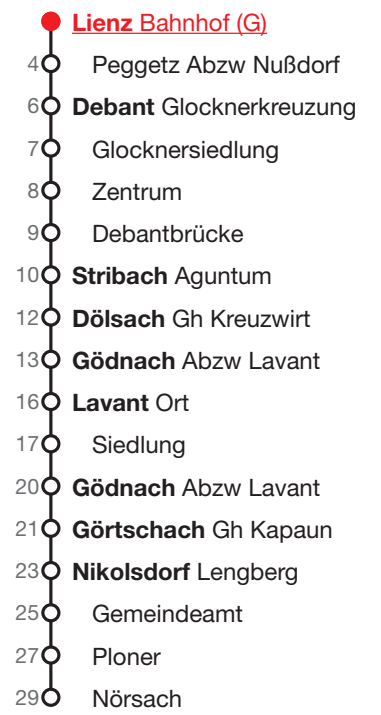 Lienz Bahnhof (G)
4 Peggetz Abzw Nußdorf
6 Debant Glocknerkreuzung
7 Glocknersiedlung
8 Zentrum
9 Debantbrücke
10 Stribach Aguntum
12 Dölsach Gh Kreuzwirt
13 Gödnach Abzw Lavant
16 Lavant Ort
17 Siedlung
20 Gödnach Abzw Lavant
21 Görtschach Gh Kapaun
23 Nikolsdorf Lengberg
25 Gemeindeamt
27 Ploner
29 Nörsach